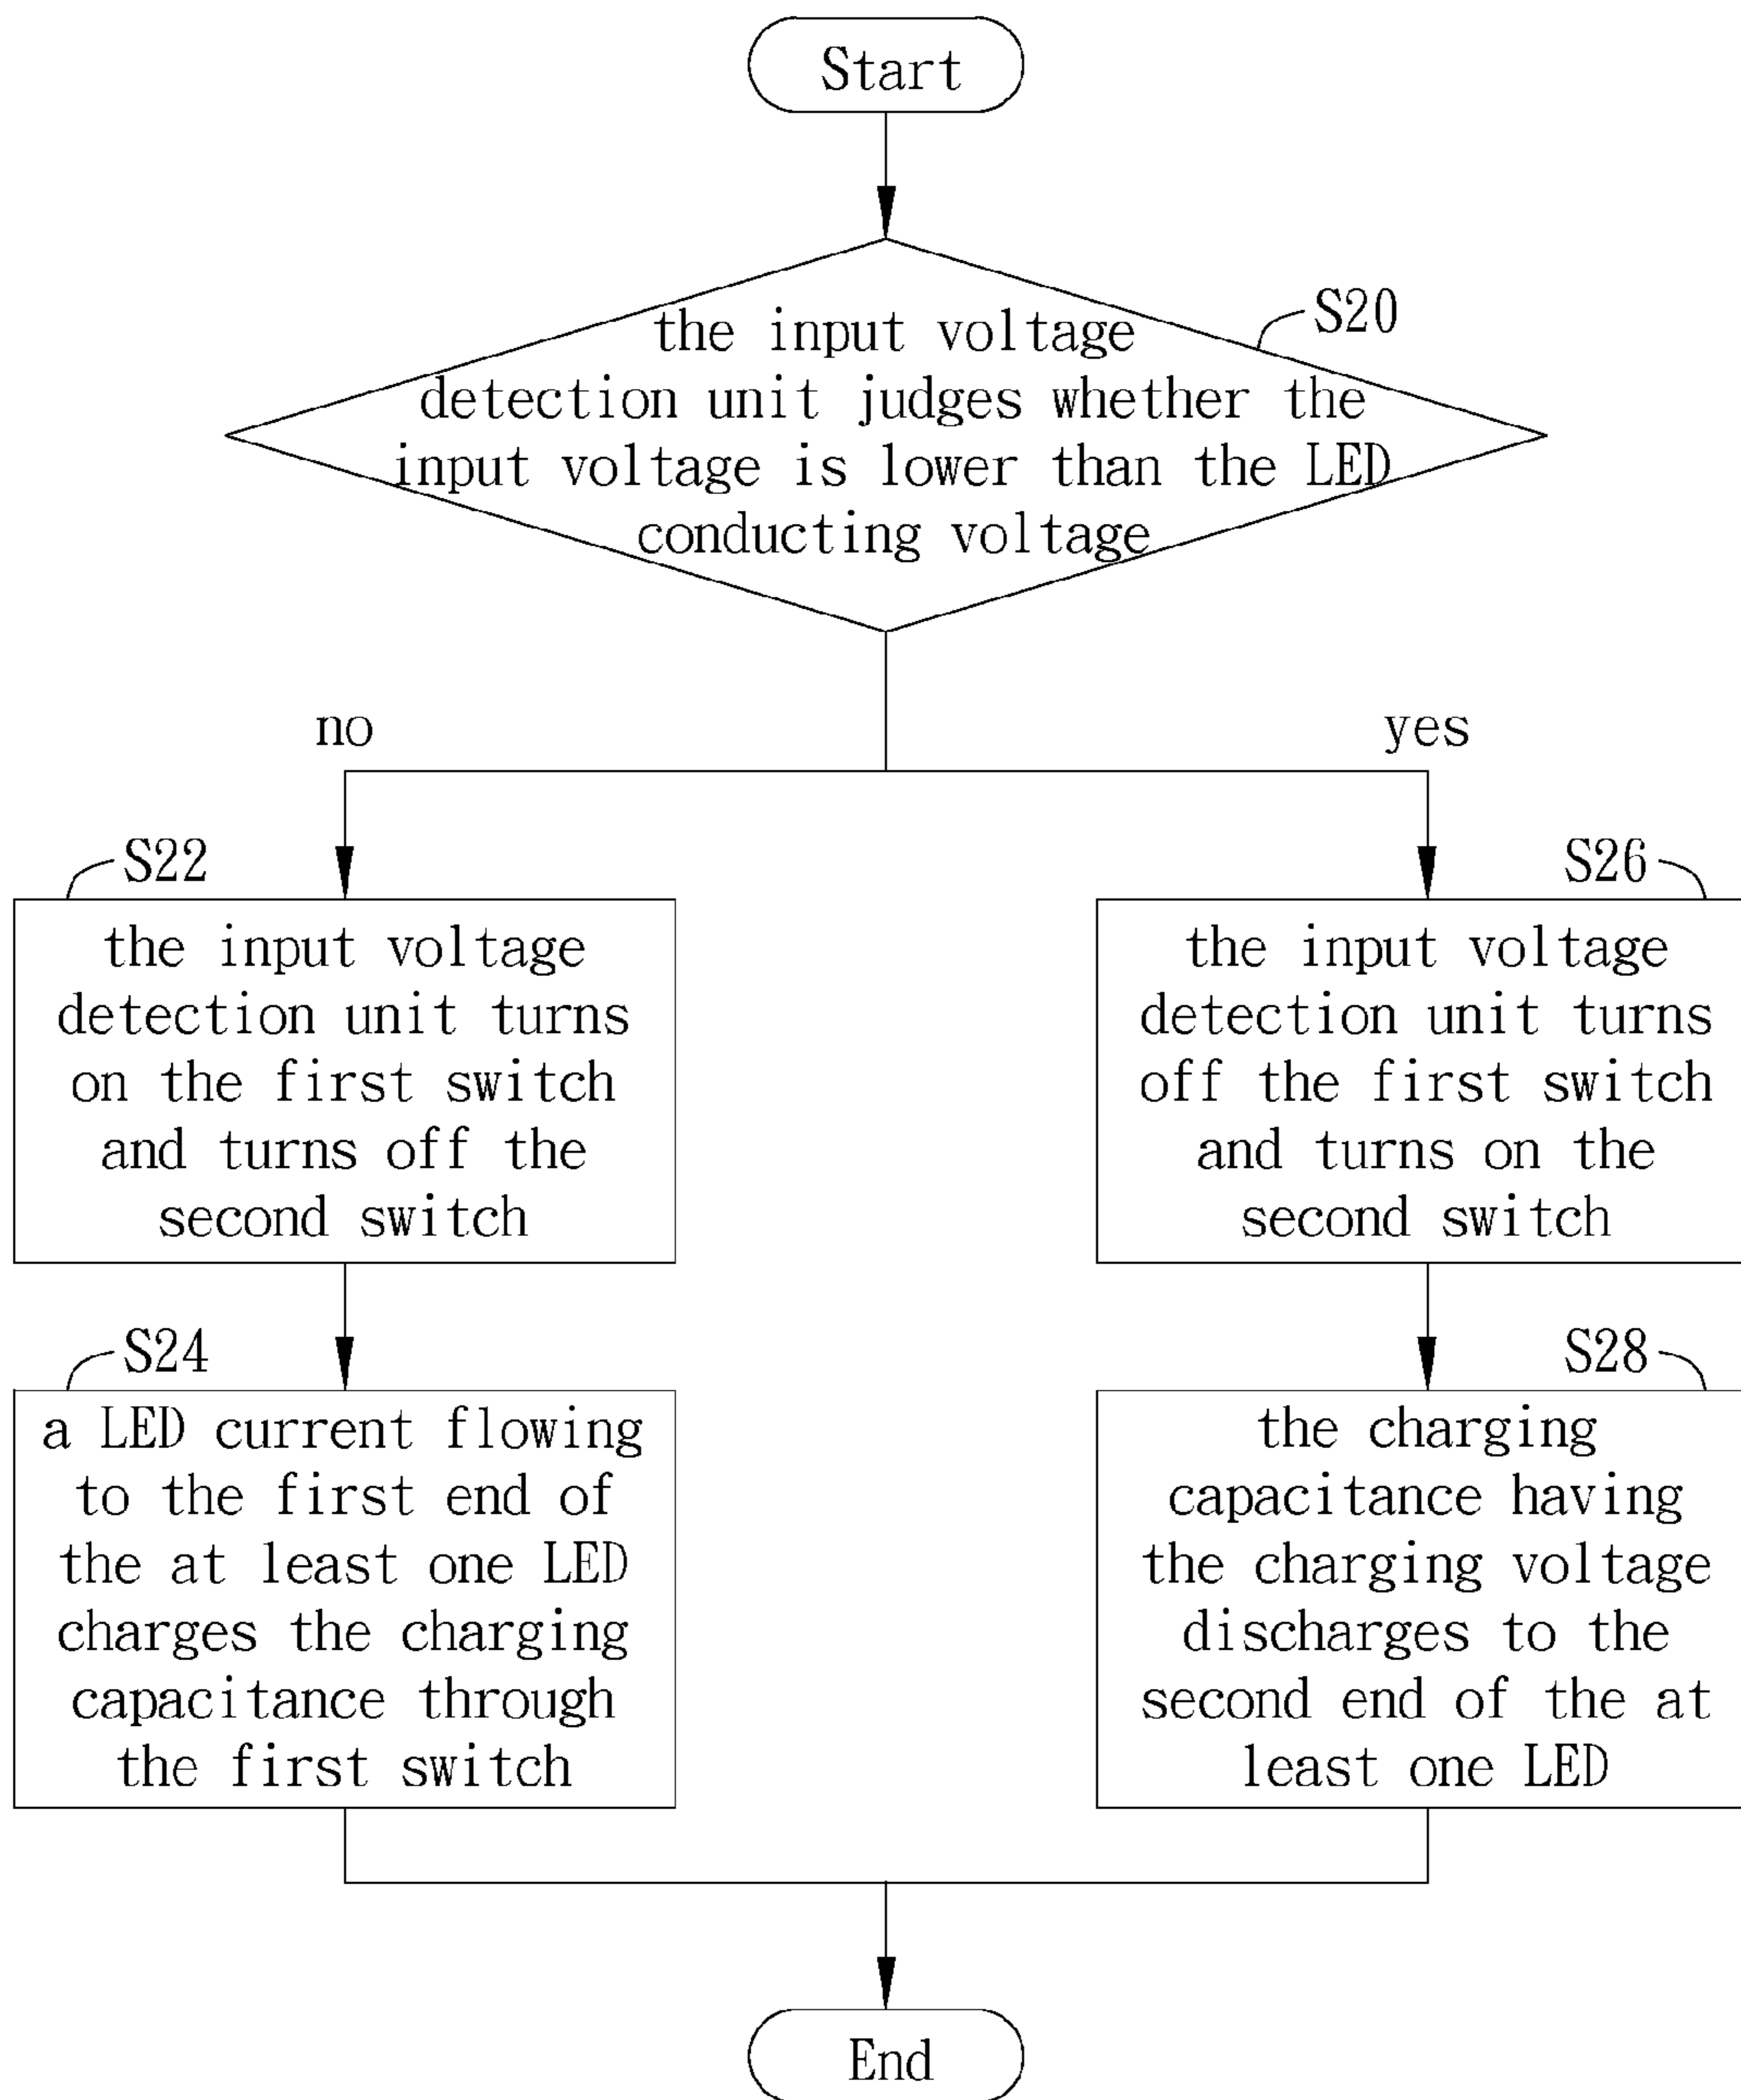 Start
S20
the input voltage
detection unit judges whether the
input voltage is lower than the LED
conducting voltage
no
yes
S22
the input voltage
detection unit turns
on the first switch
and turns off the
second switch
S26
the input voltage
detection unit turns
off the first switch
and turns on the
second switch
S24
a LED current flowing
to the first end of
the at least one LED
charges the charging
capacitance through
the first switch
S28
the charging
capacitance having
the charging voltage
discharges to the
second end of the at
least one LED
End